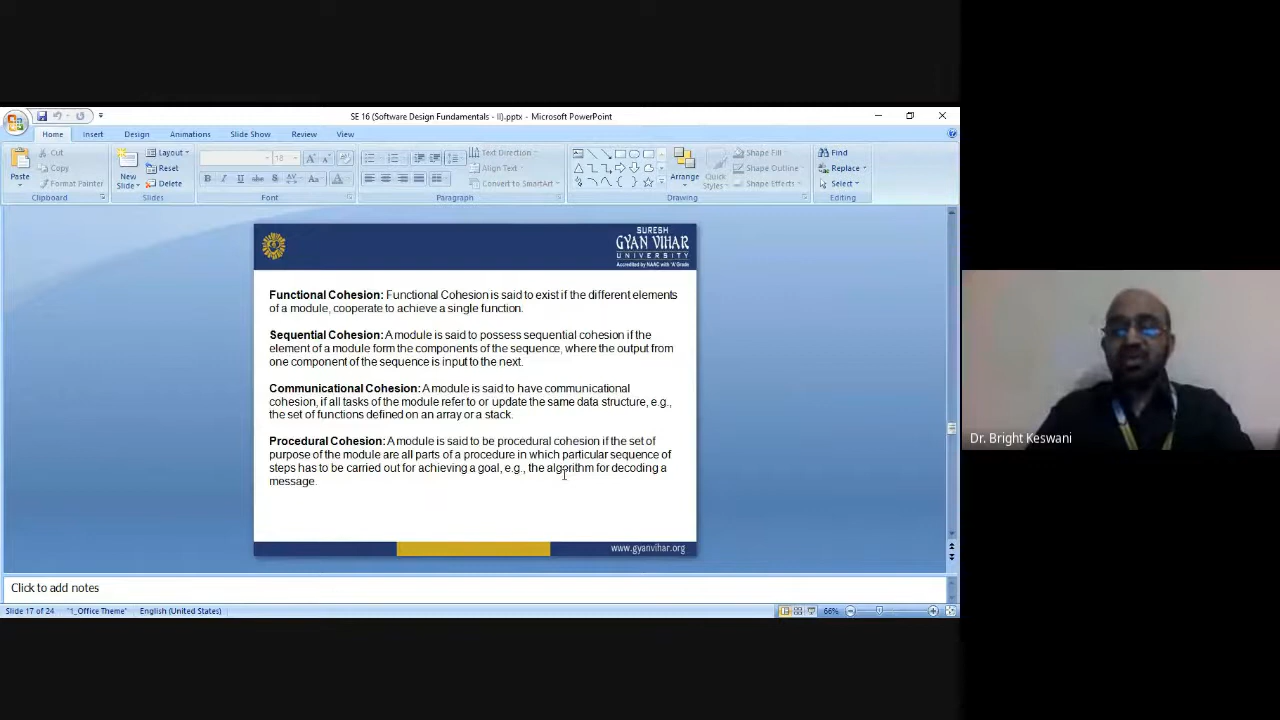 SE 16 (Software Design Fundamentals - II).pptx - Microsoft PowerPoint
Home Insert Design Animations Slide Show Review View
Paste
Cut
Copy
Format Painter
Clipboard
New
Slide
Layout
Reset
Delete
Slides
18
B I U abc S AV Aa A
Font
Text Direction
Align Text
Convert to SmartArt
Paragraph
Arrange
Quick
Styles
Shape Fill
Shape Outline
Shape Effects
Drawing
Find
Replace
Select
Editing
SURESH
GYAN VIHAR
UNIVERSITY
Accredited by NAAC with 'A' Grade
Functional Cohesion: Functional Cohesion is said to exist if the different elements
of a module, cooperate to achieve a single function.
Sequential Cohesion: A module is said to possess sequential cohesion if the
element of a module form the components of the sequence, where the output from
one component of the sequence is input to the next.
Communicational Cohesion: A module is said to have communicational
cohesion, if all tasks of the module refer to or update the same data structure, e.g.,
the set of functions defined on an array or a stack.
Procedural Cohesion: A module is said to be procedural cohesion if the set of
purpose of the module are all parts of a procedure in which particular sequence of
steps has to be carried out for achieving a goal, e.g., the algorithm for decoding a
message.
www.gyanvihar.org
Click to add notes
Slide 17 of 24 "1_Office Theme" English (United States) 66%
Dr. Bright Keswani